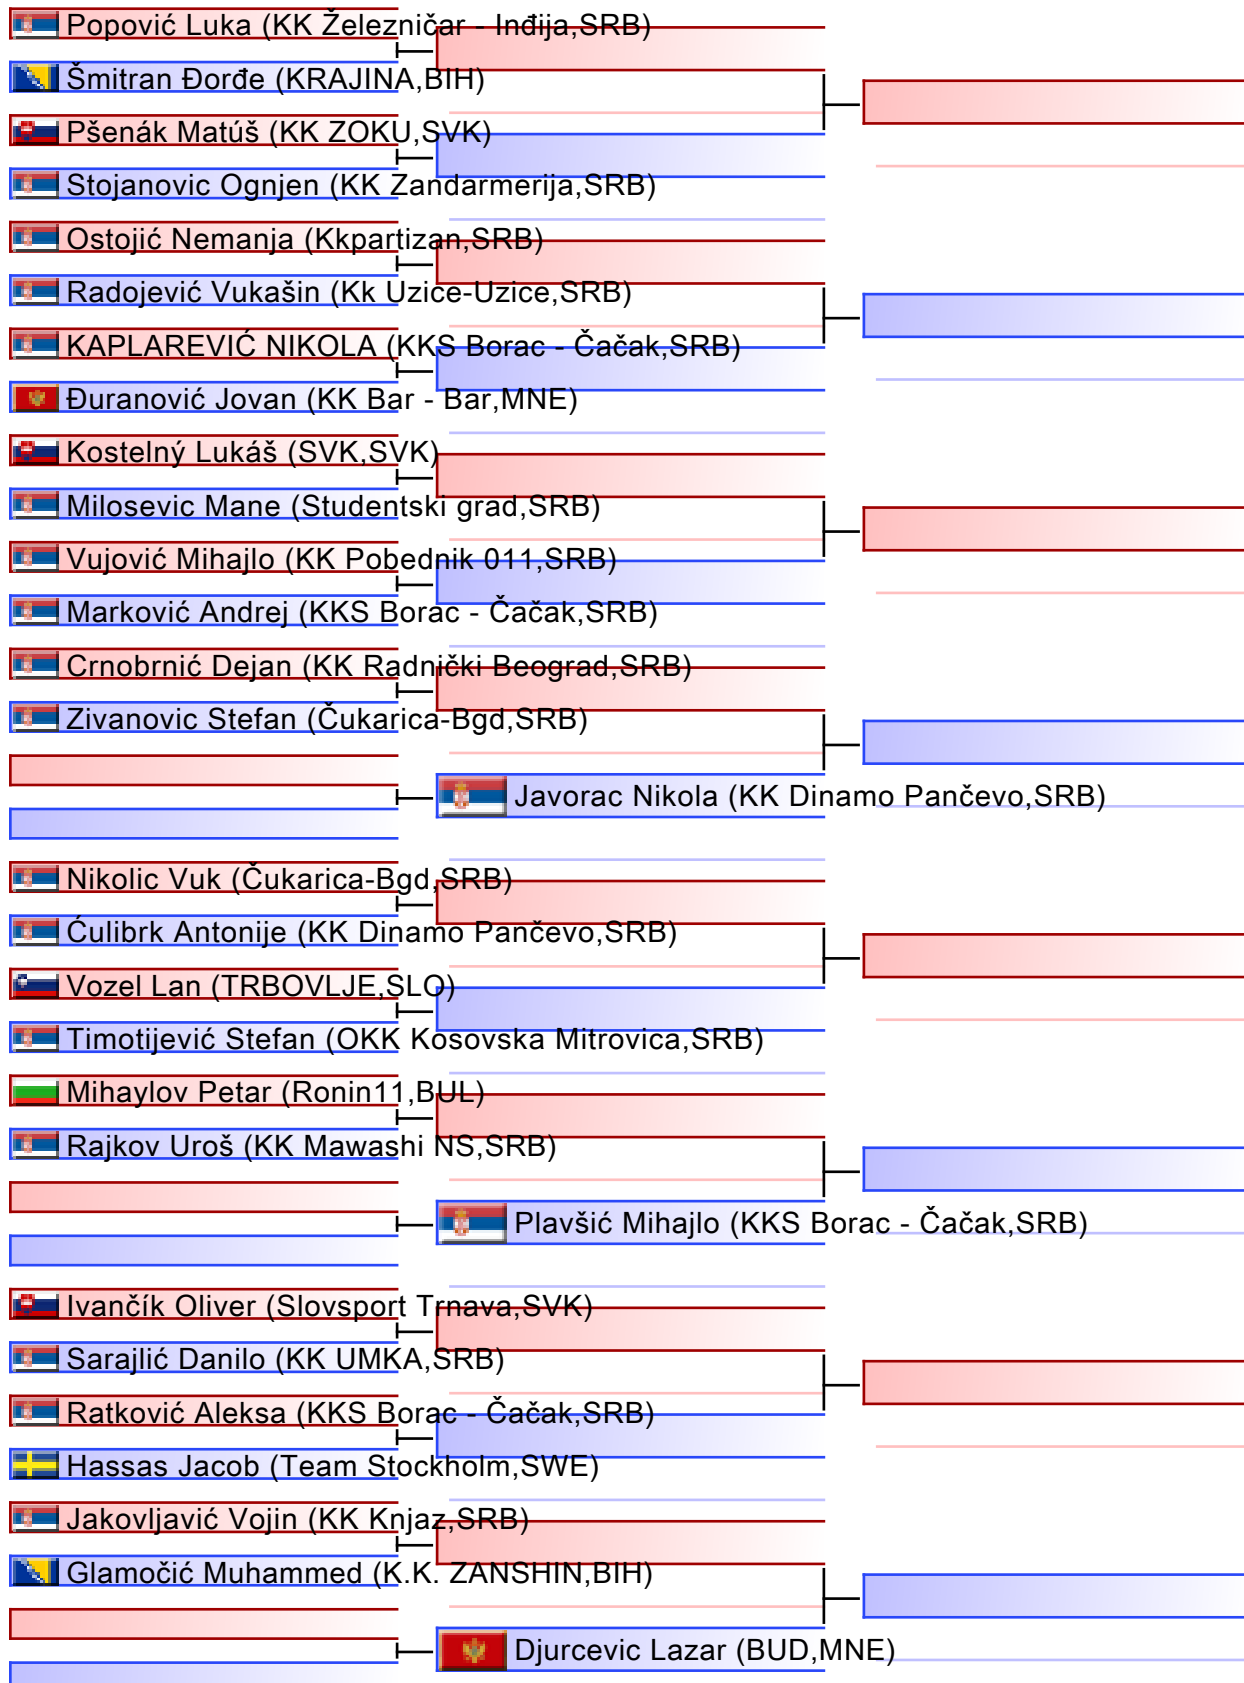 Popović Luka (KK Železničar - Inđija,SRB)
Šmitran Đorđe (KRAJINA,BIH)
Pšenák Matúš (KK ZOKU,SVK)
Stojanovic Ognjen (KK Zandarmerija,SRB)
Ostojić Nemanja (Kkpartizan,SRB)
Radojević Vukašin (Kk Uzice-Uzice,SRB)
KAPLAREVIĆ NIKOLA (KKS Borac - Čačak,SRB)
Đuranović Jovan (KK Bar - Bar,MNE)
Kostelný Lukáš (SVK,SVK)
Milosevic Mane (Studentski grad,SRB)
Vujović Mihajlo (KK Pobednik 011,SRB)
Marković Andrej (KKS Borac - Čačak,SRB)
Crnobrnić Dejan (KK Radnički Beograd,SRB)
Zivanovic Stefan (Čukarica-Bgd,SRB)
Javorac Nikola (KK Dinamo Pančevo,SRB)
Nikolic Vuk (Čukarica-Bgd,SRB)
Ćulibrk Antonije (KK Dinamo Pančevo,SRB)
Vozel Lan (TRBOVLJE,SLO)
Timotijević Stefan (OKK Kosovska Mitrovica,SRB)
Mihaylov Petar (Ronin11,BUL)
Rajkov Uroš (KK Mawashi NS,SRB)
Plavšić Mihajlo (KKS Borac - Čačak,SRB)
Ivančík Oliver (Slovsport Trnava,SVK)
Sarajlić Danilo (KK UMKA,SRB)
Ratković Aleksa (KKS Borac - Čačak,SRB)
Hassas Jacob (Team Stockholm,SWE)
Jakovljavić Vojin (KK Knjaz,SRB)
Glamočić Muhammed (K.K. ZANSHIN,BIH)
Djurcevic Lazar (BUD,MNE)